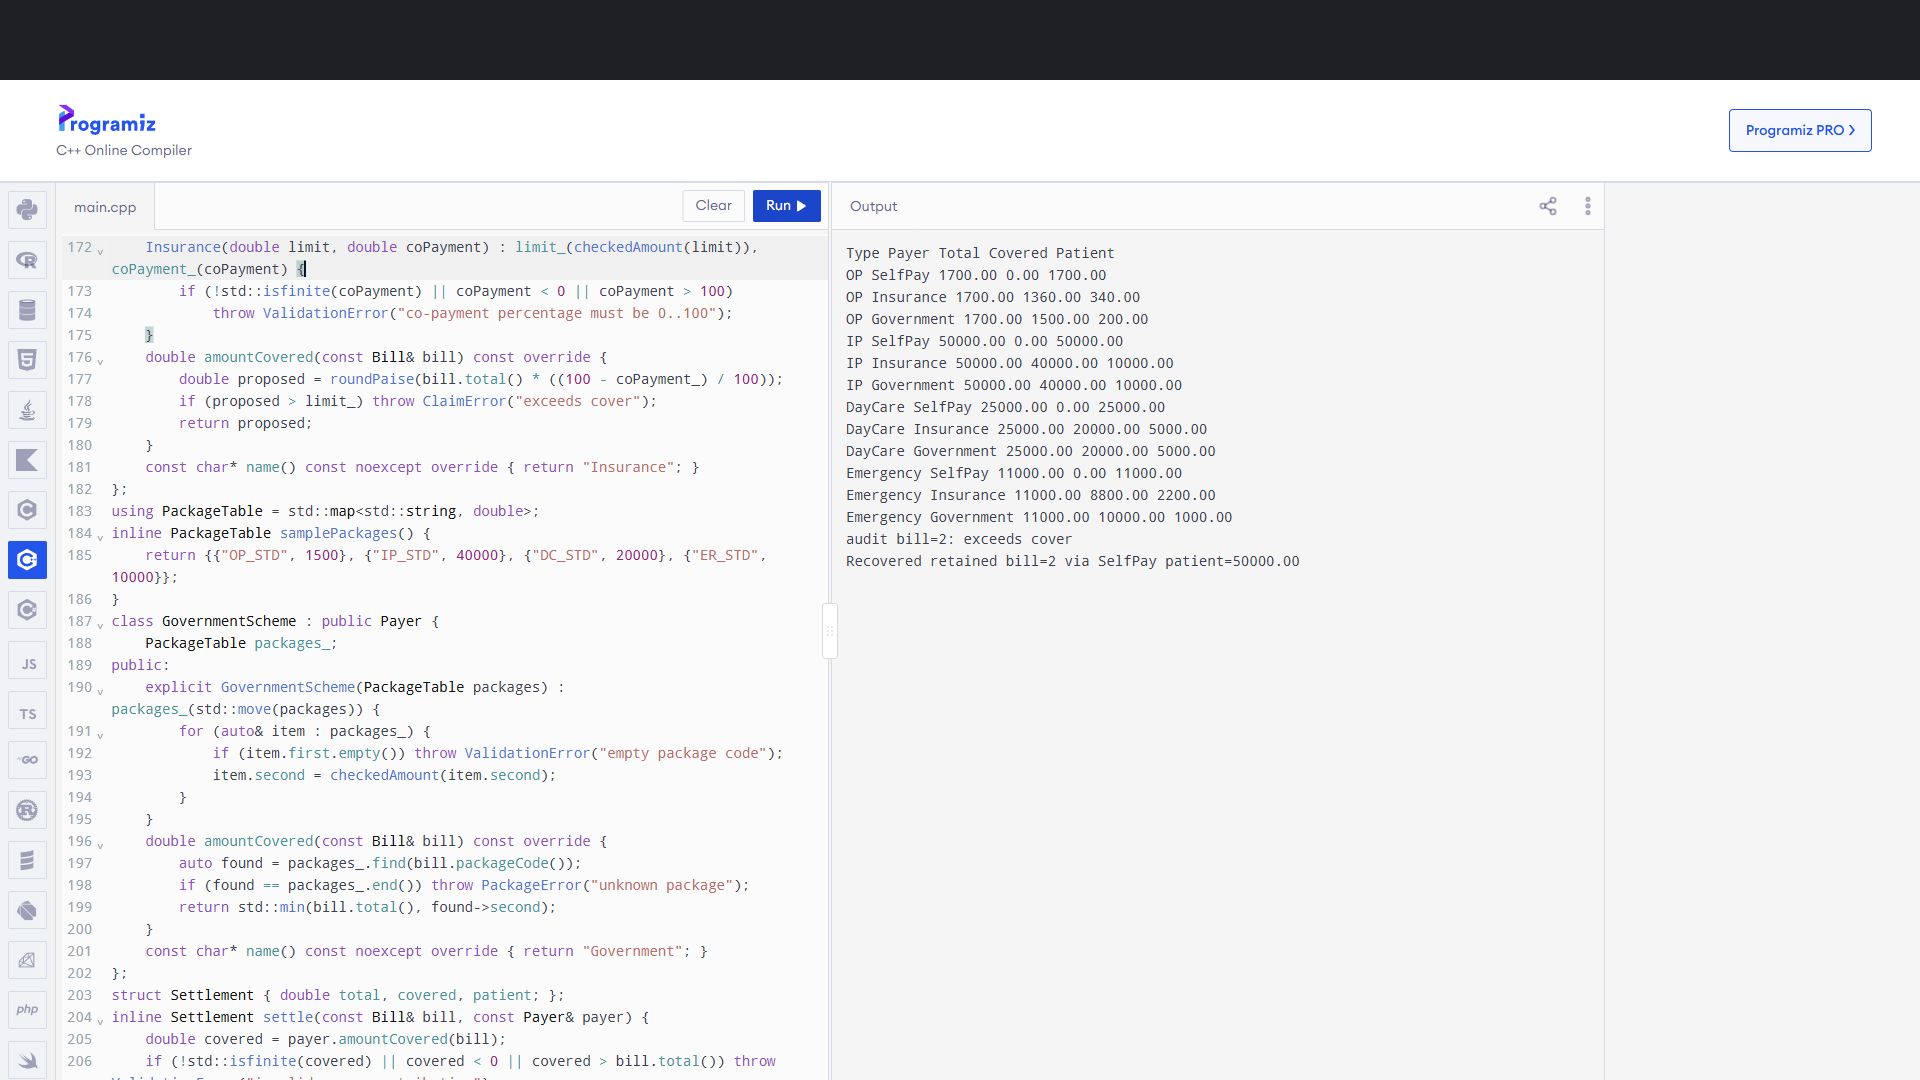 Programiz
C++ Online Compiler
Programiz PRO ❯
main.cpp
Clear
Run ▶
172     Insurance(double limit, double coPayment) : limit_(checkedAmount(limit)),
coPayment_(coPayment) {
173         if (!std::isfinite(coPayment) || coPayment < 0 || coPayment > 100)
174             throw ValidationError("co-payment percentage must be 0..100");
175     }
176     double amountCovered(const Bill& bill) const override {
177         double proposed = roundPaise(bill.total() * ((100 - coPayment_) / 100));
178         if (proposed > limit_) throw ClaimError("exceeds cover");
179         return proposed;
180     }
181     const char* name() const noexcept override { return "Insurance"; }
182 };
183 using PackageTable = std::map<std::string, double>;
184 inline PackageTable samplePackages() {
185     return {{"OP_STD", 1500}, {"IP_STD", 40000}, {"DC_STD", 20000}, {"ER_STD",
10000}};
186 }
187 class GovernmentScheme : public Payer {
188     PackageTable packages_;
189 public:
190     explicit GovernmentScheme(PackageTable packages) :
packages_(std::move(packages)) {
191         for (auto& item : packages_) {
192             if (item.first.empty()) throw ValidationError("empty package code");
193             item.second = checkedAmount(item.second);
194         }
195     }
196     double amountCovered(const Bill& bill) const override {
197         auto found = packages_.find(bill.packageCode());
198         if (found == packages_.end()) throw PackageError("unknown package");
199         return std::min(bill.total(), found->second);
200     }
201     const char* name() const noexcept override { return "Government"; }
202 };
203 struct Settlement { double total, covered, patient; };
204 inline Settlement settle(const Bill& bill, const Payer& payer) {
205     double covered = payer.amountCovered(bill);
206     if (!std::isfinite(covered) || covered < 0 || covered > bill.total()) throw
Output
Type Payer Total Covered Patient
OP SelfPay 1700.00 0.00 1700.00
OP Insurance 1700.00 1360.00 340.00
OP Government 1700.00 1500.00 200.00
IP SelfPay 50000.00 0.00 50000.00
IP Insurance 50000.00 40000.00 10000.00
IP Government 50000.00 40000.00 10000.00
DayCare SelfPay 25000.00 0.00 25000.00
DayCare Insurance 25000.00 20000.00 5000.00
DayCare Government 25000.00 20000.00 5000.00
Emergency SelfPay 11000.00 0.00 11000.00
Emergency Insurance 11000.00 8800.00 2200.00
Emergency Government 11000.00 10000.00 1000.00
audit bill=2: exceeds cover
Recovered retained bill=2 via SelfPay patient=50000.00
JS
TS
GO
php